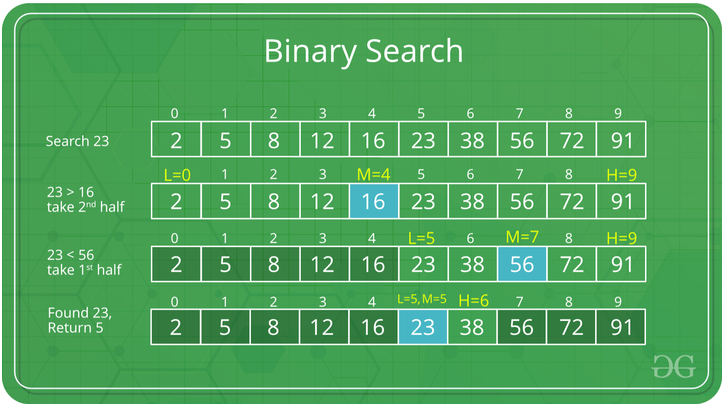 Binary Search
0 1 2 3 4 5 6 7 8 9
Search 23 2 5 8 12 16 23 38 56 72 91
L=0 1 2 3 M=4 5 6 7 8 H=9
23 > 16
take 2nd half
2 5 8 12 16 23 38 56 72 91
0 1 2 3 4 L=5 6 M=7 8 H=9
23 < 56
take 1st half
2 5 8 12 16 23 38 56 72 91
0 1 2 3 4 L=5, M=5 H=6 7 8 9
Found 23,
Return 5
2 5 8 12 16 23 38 56 72 91